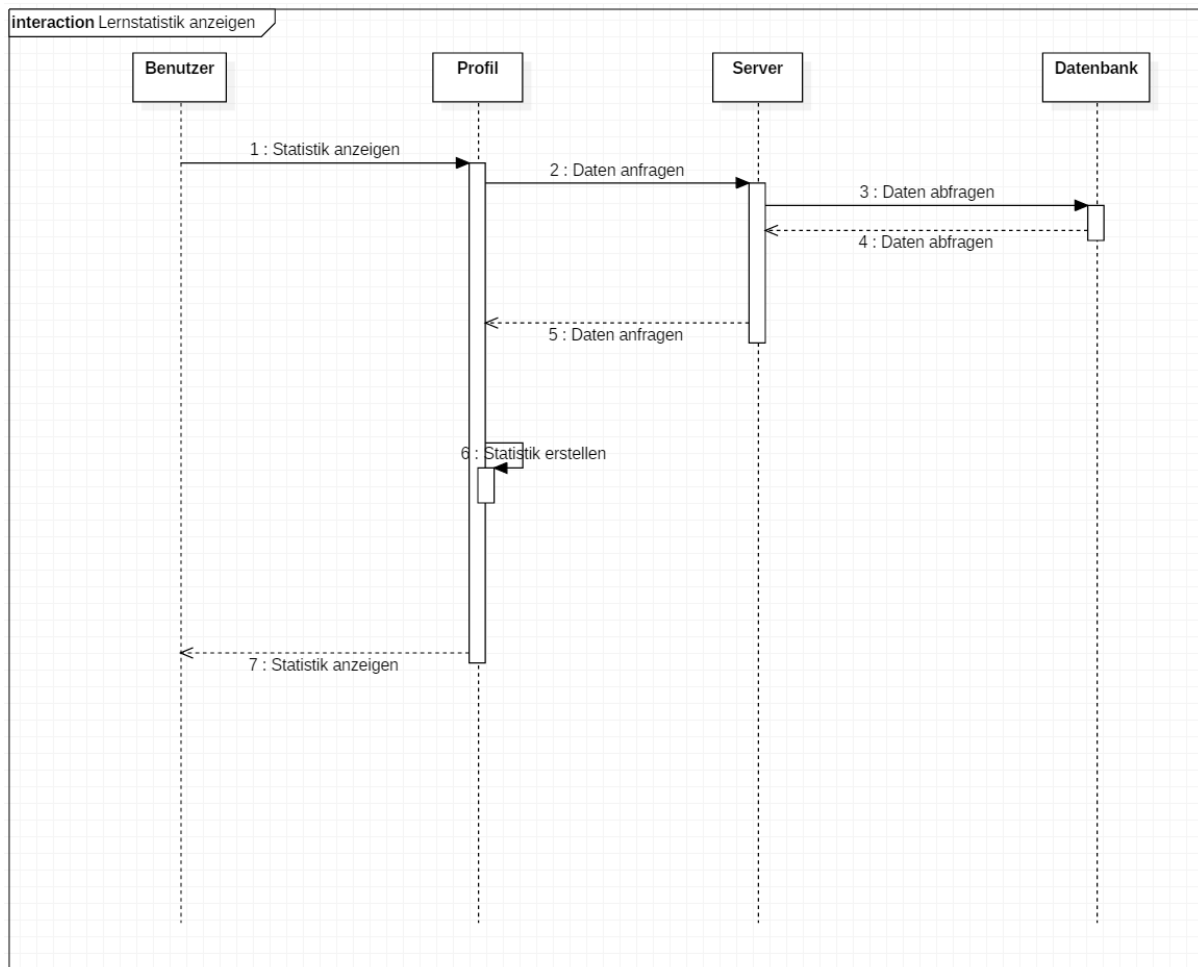 interaction Lernstatistik anzeigen
Benutzer
Profil
Server
Datenbank
1 : Statistik anzeigen
2 : Daten anfragen
3 : Daten abfragen
4 : Daten abfragen
5 : Daten anfragen
6 : Statistik erstellen
7 : Statistik anzeigen